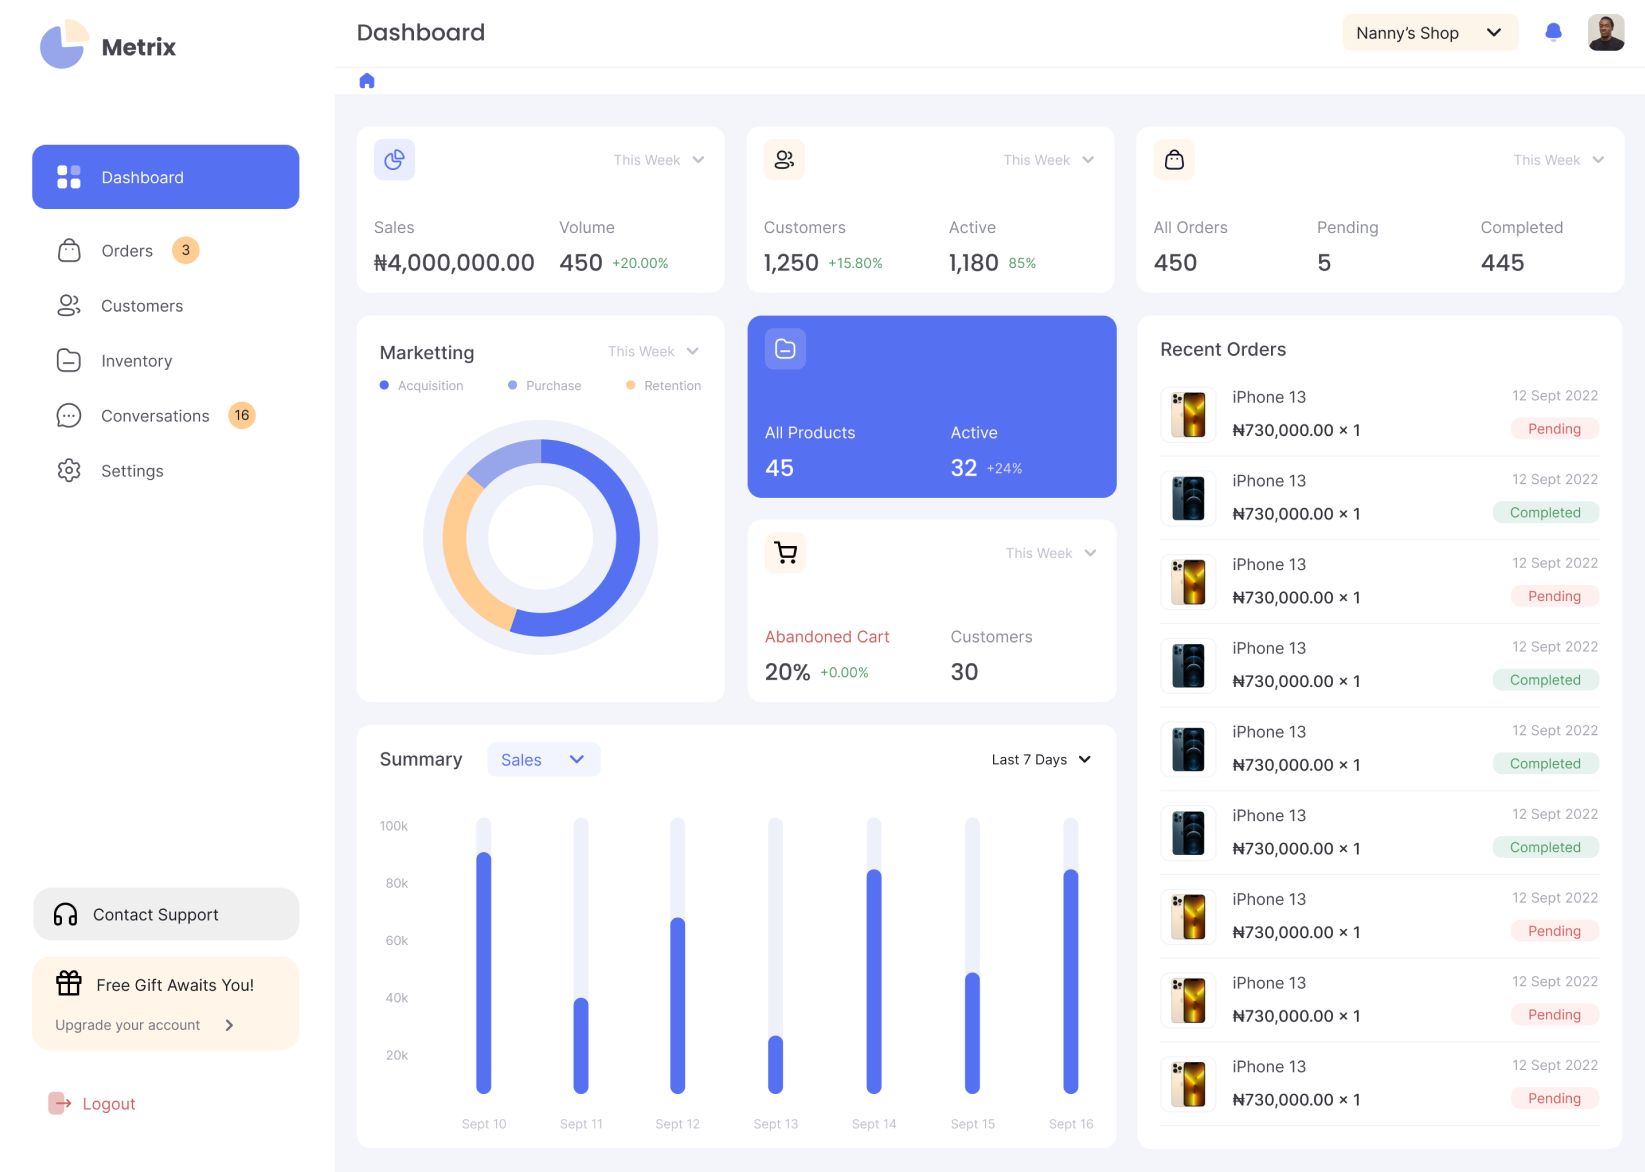 Metrix
Dashboard
Nanny's Shop
Dashboard
Orders 3
Customers
Inventory
Conversations 16
Settings
Contact Support
Free Gift Awaits You!
Upgrade your account
Logout
This Week
Sales
₦4,000,000.00
Volume
450 +20.00%
This Week
Customers
1,250 +15.80%
Active
1,180 85%
This Week
All Orders
450
Pending
5
Completed
445
Marketting
This Week
Acquisition
Purchase
Retention
All Products
45
Active
32 +24%
This Week
Abandoned Cart
20% +0.00%
Customers
30
Summary
Sales
Last 7 Days
100k
80k
60k
40k
20k
Sept 10
Sept 11
Sept 12
Sept 13
Sept 14
Sept 15
Sept 16
Recent Orders
iPhone 13
12 Sept 2022
₦730,000.00 × 1
Pending
iPhone 13
12 Sept 2022
₦730,000.00 × 1
Completed
iPhone 13
12 Sept 2022
₦730,000.00 × 1
Pending
iPhone 13
12 Sept 2022
₦730,000.00 × 1
Completed
iPhone 13
12 Sept 2022
₦730,000.00 × 1
Completed
iPhone 13
12 Sept 2022
₦730,000.00 × 1
Completed
iPhone 13
12 Sept 2022
₦730,000.00 × 1
Pending
iPhone 13
12 Sept 2022
₦730,000.00 × 1
Pending
iPhone 13
12 Sept 2022
₦730,000.00 × 1
Pending